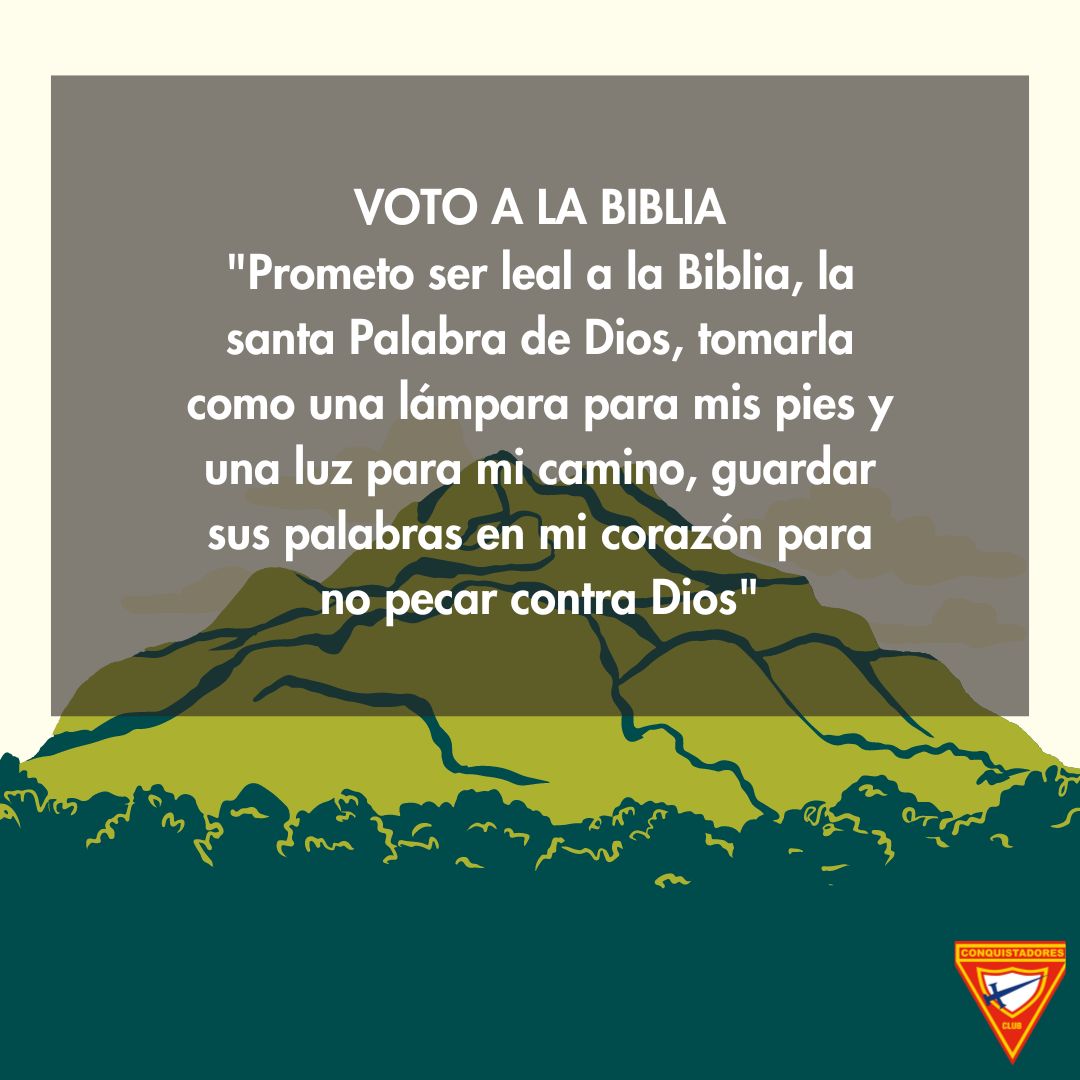 VOTO A LA BIBLIA
"Prometo ser leal a la Biblia, la
santa Palabra de Dios, tomarla
como una lámpara para mis pies y
una luz para mi camino, guardar
sus palabras en mi corazón para
no pecar contra Dios"
CONQUISTADORES
CLUB